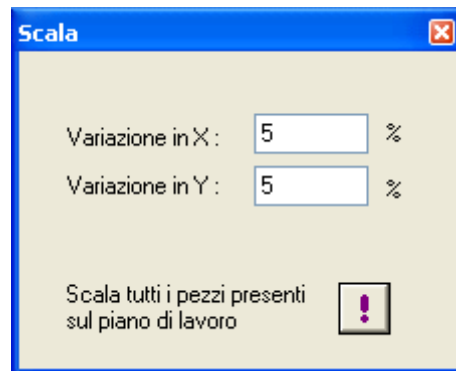 Scala
Variazione in X : 5 %
Variazione in Y : 5 %
Scala tutti i pezzi presenti
sul piano di lavoro
!